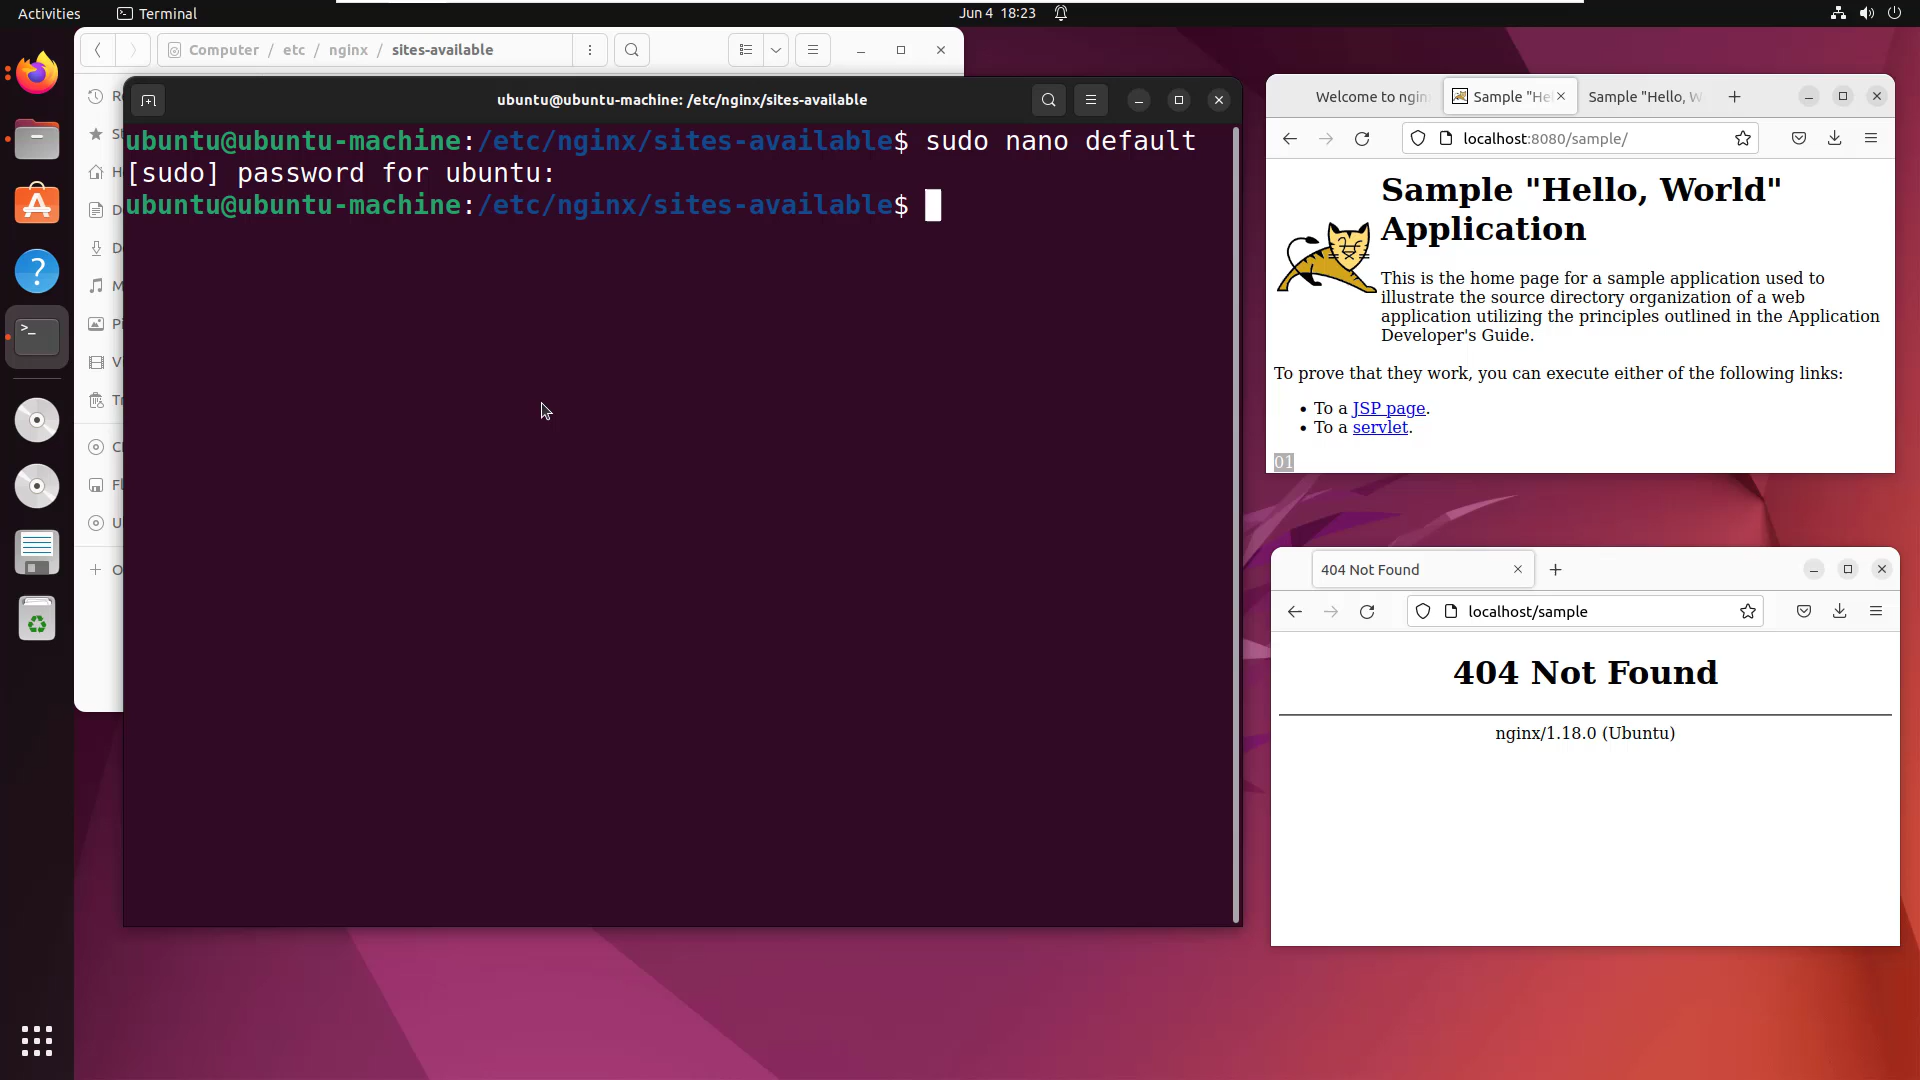 Activities
Terminal
Jun 4 18:23
Computer / etc / nginx / sites-available
ubuntu@ubuntu-machine: /etc/nginx/sites-available
ubuntu@ubuntu-machine:/etc/nginx/sites-available$ sudo nano default
[sudo] password for ubuntu:
ubuntu@ubuntu-machine:/etc/nginx/sites-available$
Welcome to ngin
Sample "He
Sample "Hello, W
localhost:8080/sample/
Sample "Hello, World"
Application
This is the home page for a sample application used to
illustrate the source directory organization of a web
application utilizing the principles outlined in the Application
Developer's Guide.
To prove that they work, you can execute either of the following links:
• To a JSP page.
• To a servlet.
01
404 Not Found
localhost/sample
404 Not Found
nginx/1.18.0 (Ubuntu)